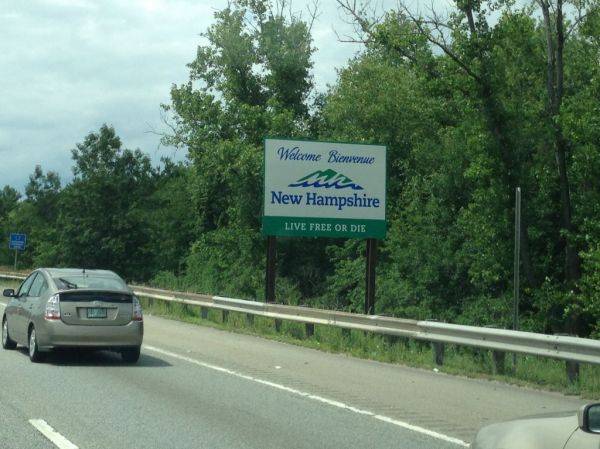 Welcome Bienvenue
New Hampshire
LIVE FREE OR DIE